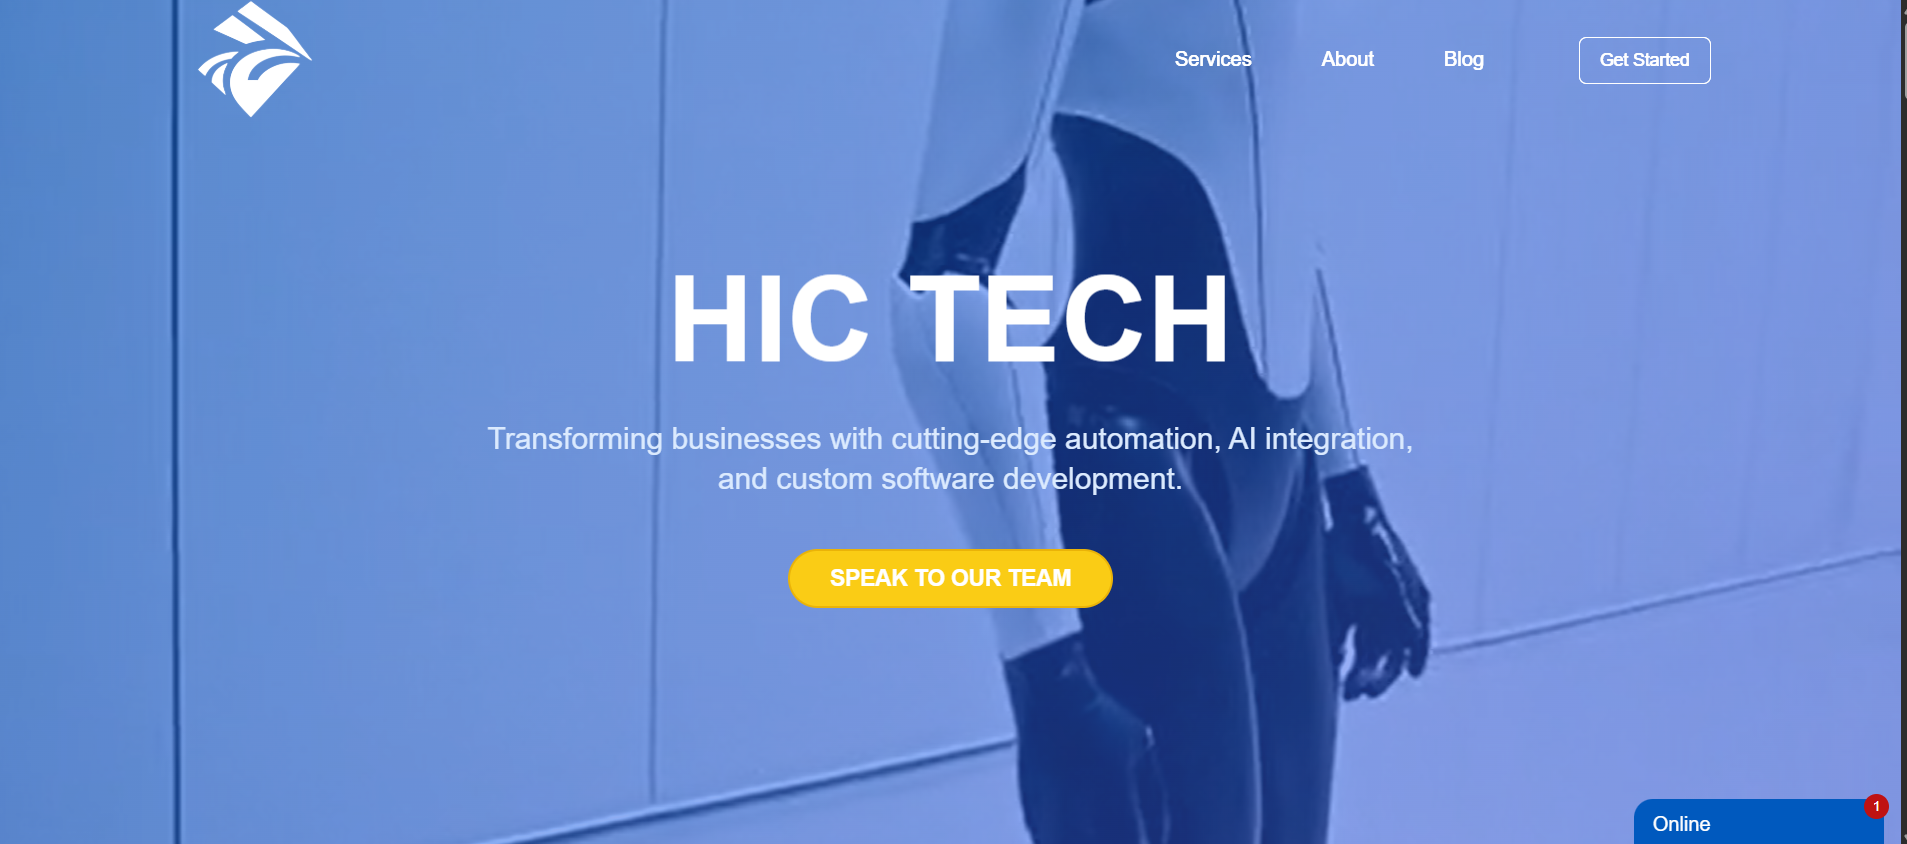 Services
About
Blog
Get Started
HIC TECH
Transforming businesses with cutting-edge automation, AI integration,
and custom software development.
SPEAK TO OUR TEAM
1
Online